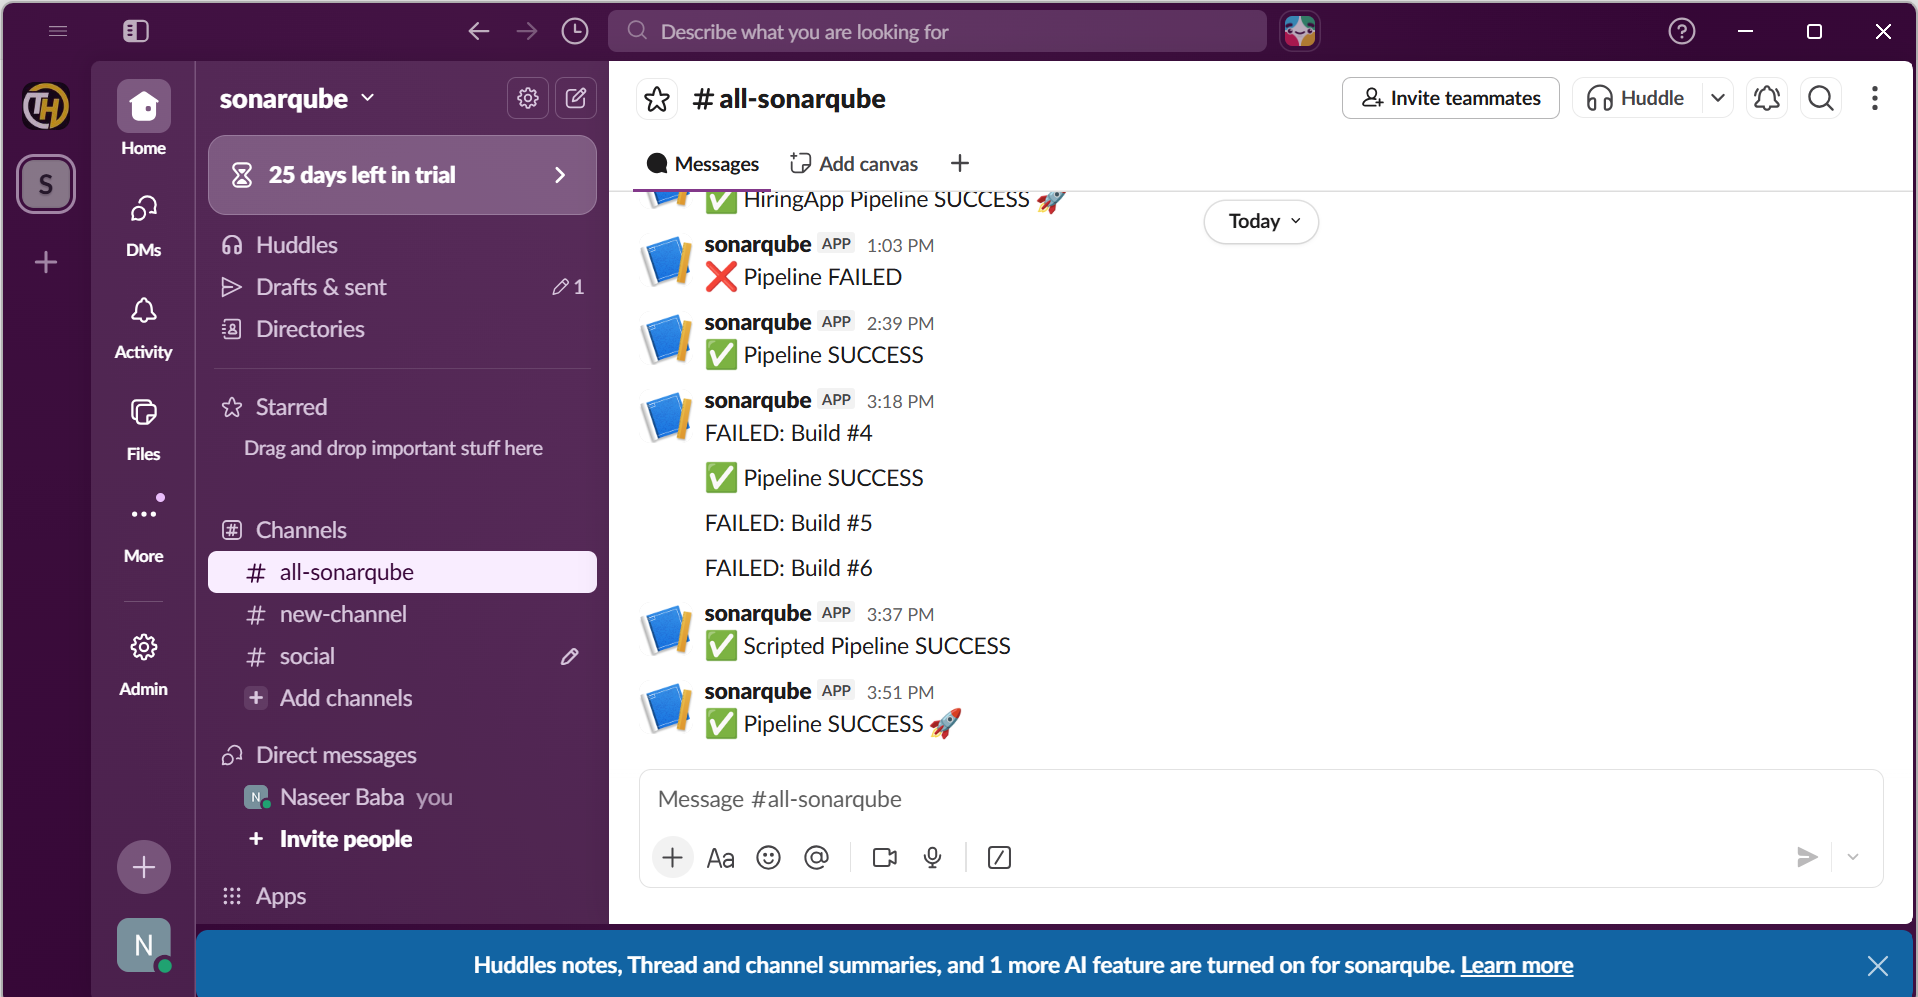 Describe what you are looking for
TH
S
Home
DMs
Activity
Files
More
Admin
N
sonarqube
25 days left in trial
Huddles
Drafts & sent 1
Directories
Starred
Drag and drop important stuff here
Channels
# all-sonarqube
# new-channel
# social
+ Add channels
Direct messages
N Naseer Baba you
+ Invite people
Apps
# all-sonarqube
Invite teammates
Huddle
Messages
Add canvas
HiringApp Pipeline SUCCESS 🚀
Today
sonarqube APP 1:03 PM
❌ Pipeline FAILED
sonarqube APP 2:39 PM
✅ Pipeline SUCCESS
sonarqube APP 3:18 PM
FAILED: Build #4
✅ Pipeline SUCCESS
FAILED: Build #5
FAILED: Build #6
sonarqube APP 3:37 PM
✅ Scripted Pipeline SUCCESS
sonarqube APP 3:51 PM
✅ Pipeline SUCCESS 🚀
Message #all-sonarqube
Aa
Huddles notes, Thread and channel summaries, and 1 more AI feature are turned on for sonarqube. Learn more